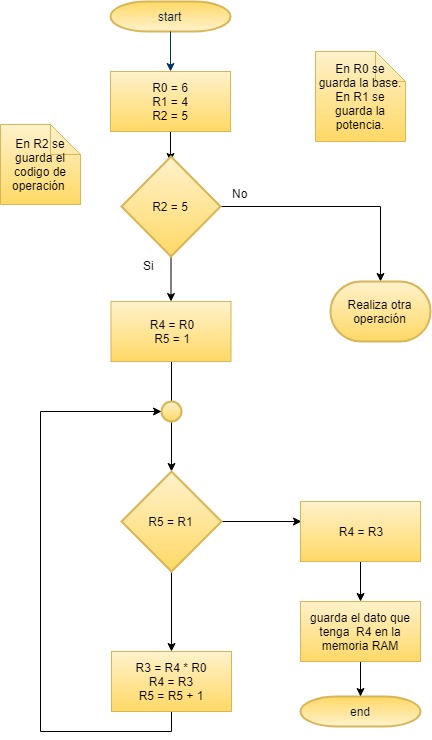 start
R0 = 6
R1 = 4
R2 = 5
En R0 se
guarda la base.
En R1 se
guarda la
potencia.
En R2 se
guarda el
codigo de
operación
R2 = 5
No
Si
Realiza otra
operación
R4 = R0
R5 = 1
R5 = R1
R4 = R3
guarda el dato que
tenga R4 en la
memoria RAM
R3 = R4 * R0
R4 = R3
R5 = R5 + 1
end